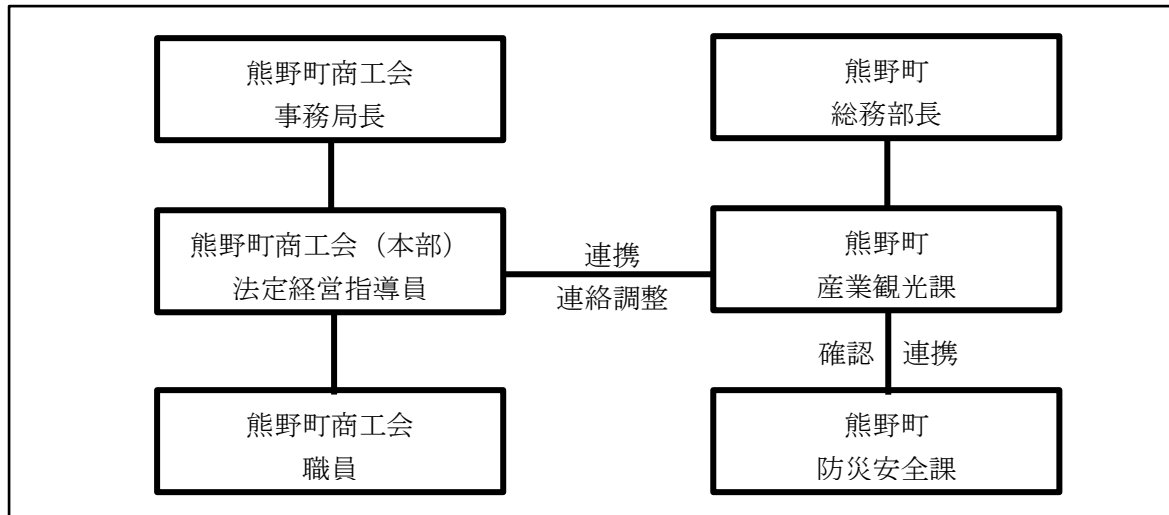 熊野町商工会
事務局長
熊野町
総務部長
熊野町商工会（本部）
法定経営指導員
連携
連絡調整
熊野町
産業観光課
確認
連携
熊野町商工会
職員
熊野町
防災安全課